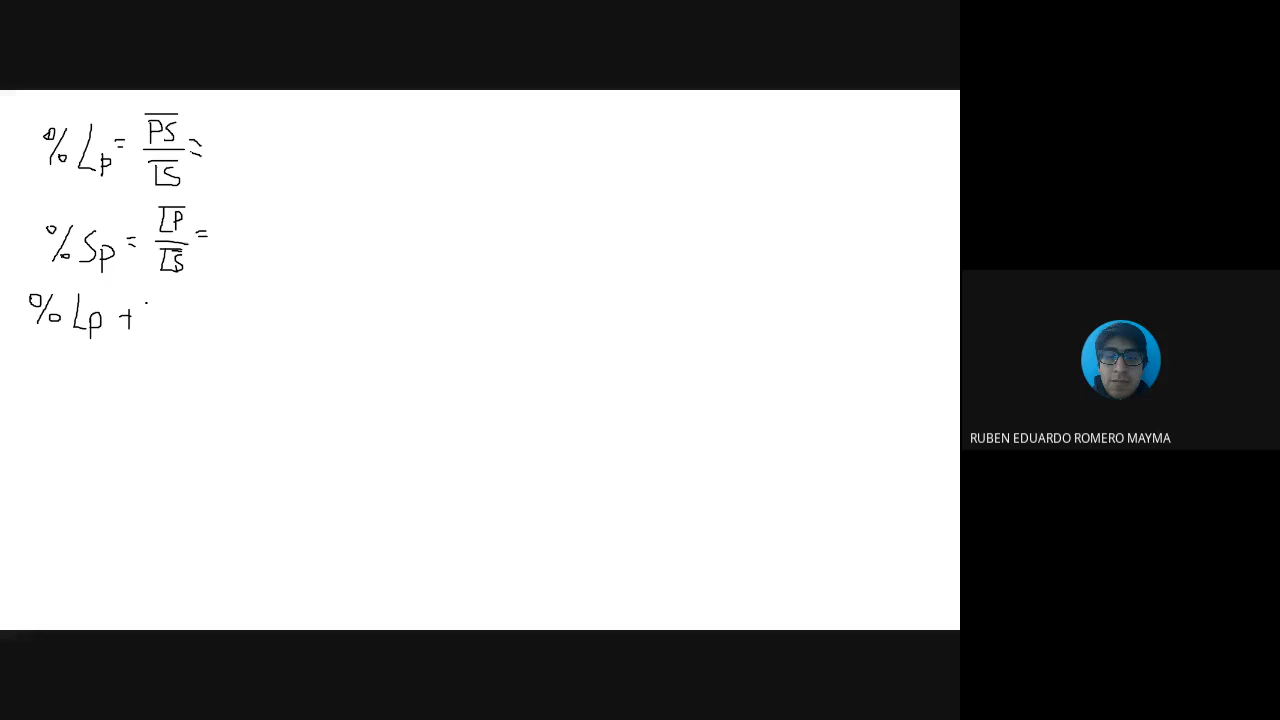 %Lp = PS/LS =
%Sp = LP/LS =
%Lp +
RUBEN EDUARDO ROMERO MAYMA